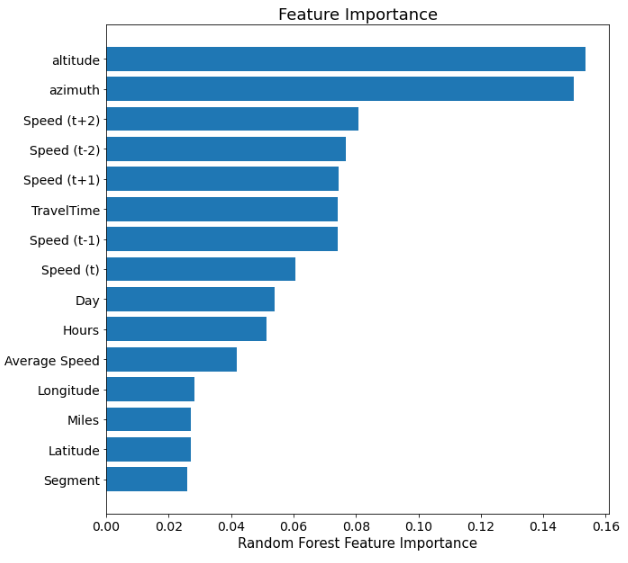 Feature Importance
altitude
azimuth
Speed (t+2)
Speed (t-2)
Speed (t+1)
TravelTime
Speed (t-1)
Speed (t)
Day
Hours
Average Speed
Longitude
Miles
Latitude
Segment
0.00 0.02 0.04 0.06 0.08 0.10 0.12 0.14 0.16
Random Forest Feature Importance